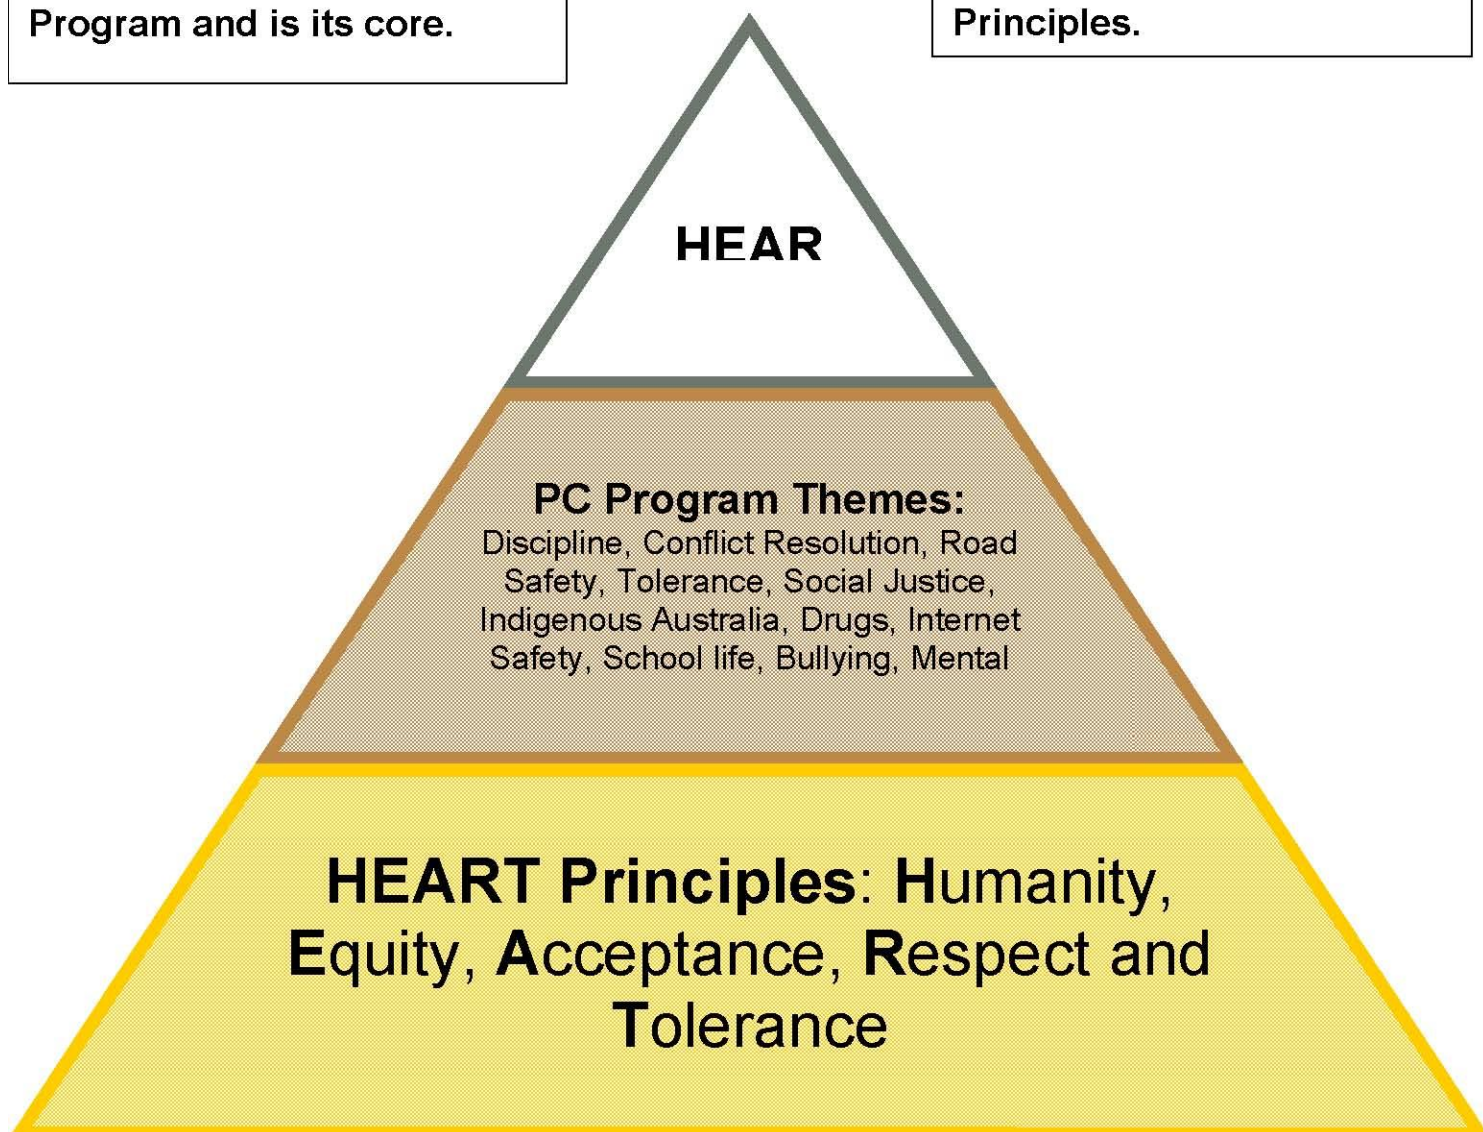 Program and is its core.
Principles.
HEAR
PC Program Themes:
Discipline, Conflict Resolution, Road
Safety, Tolerance, Social Justice,
Indigenous Australia, Drugs, Internet
Safety, School life, Bullying, Mental
HEART Principles: Humanity,
Equity, Acceptance, Respect and
Tolerance